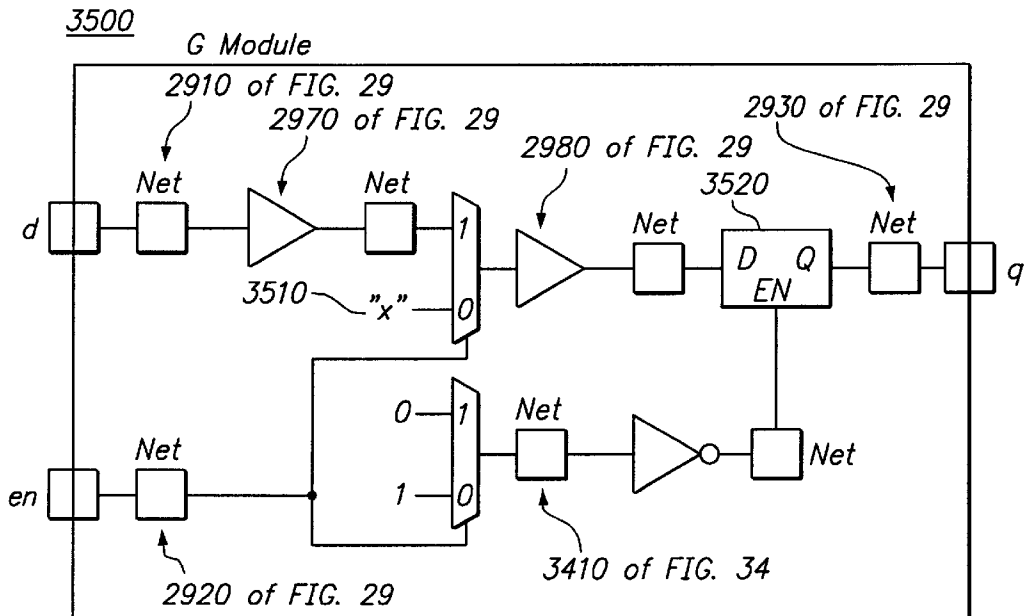 3500
G Module
2910 of FIG. 29
2970 of FIG. 29
2930 of FIG. 29
2980 of FIG. 29
3520
Net
Net
Net
Net
d
1
D Q
EN
q
3510
"x"
0
0
1
Net
Net
Net
en
1
0
3410 of FIG. 34
2920 of FIG. 29